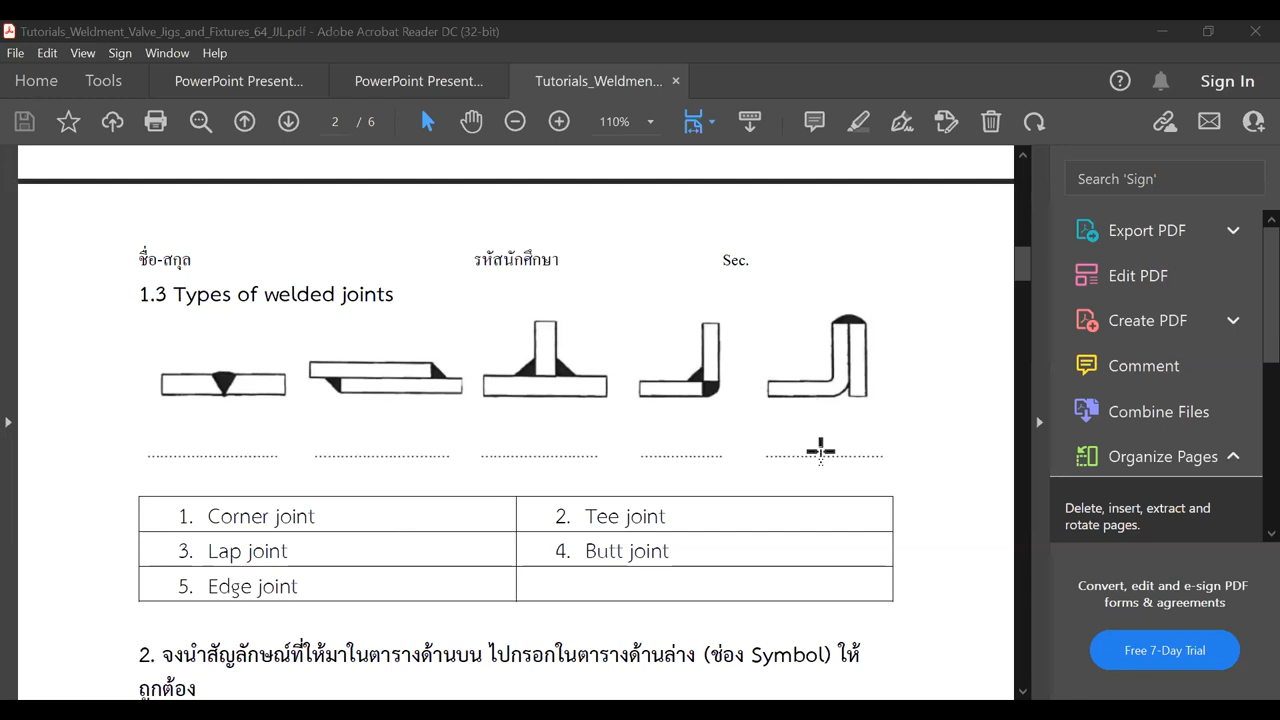 Tutorials_Weldment_Valve_Jigs_and_Fixtures_64_JJL.pdf - Adobe Acrobat Reader DC (32-bit)
File Edit View Sign Window Help
Home Tools PowerPoint Present... PowerPoint Present... Tutorials_Weldmen... × Sign In
2 / 6 110%
Search 'Sign'
Export PDF
Edit PDF
Create PDF
Comment
Combine Files
Organize Pages
Delete, insert, extract and
rotate pages.
Convert, edit and e-sign PDF
forms & agreements
Free 7-Day Trial
ชื่อ-สกุล รหัสนักศึกษา Sec.
1.3 Types of welded joints
1. Corner joint 2. Tee joint
3. Lap joint 4. Butt joint
5. Edge joint
2. จงนำสัญลักษณ์ที่ให้มาในตารางด้านบน ไปกรอกในตารางด้านล่าง (ช่อง Symbol) ให้
ถูกต้อง